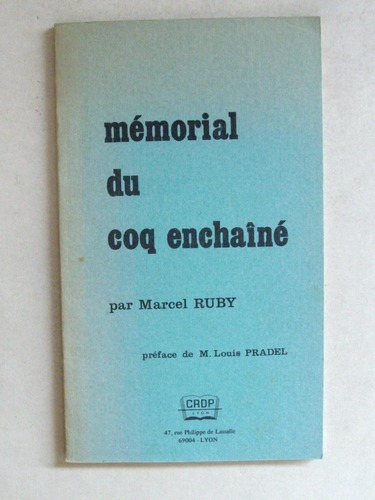 mémorial
du
coq enchaîné
par Marcel RUBY
préface de M. Louis PRADEL
CRDP
LYON
47, rue Philippe de Lassalle
69004 - LYON